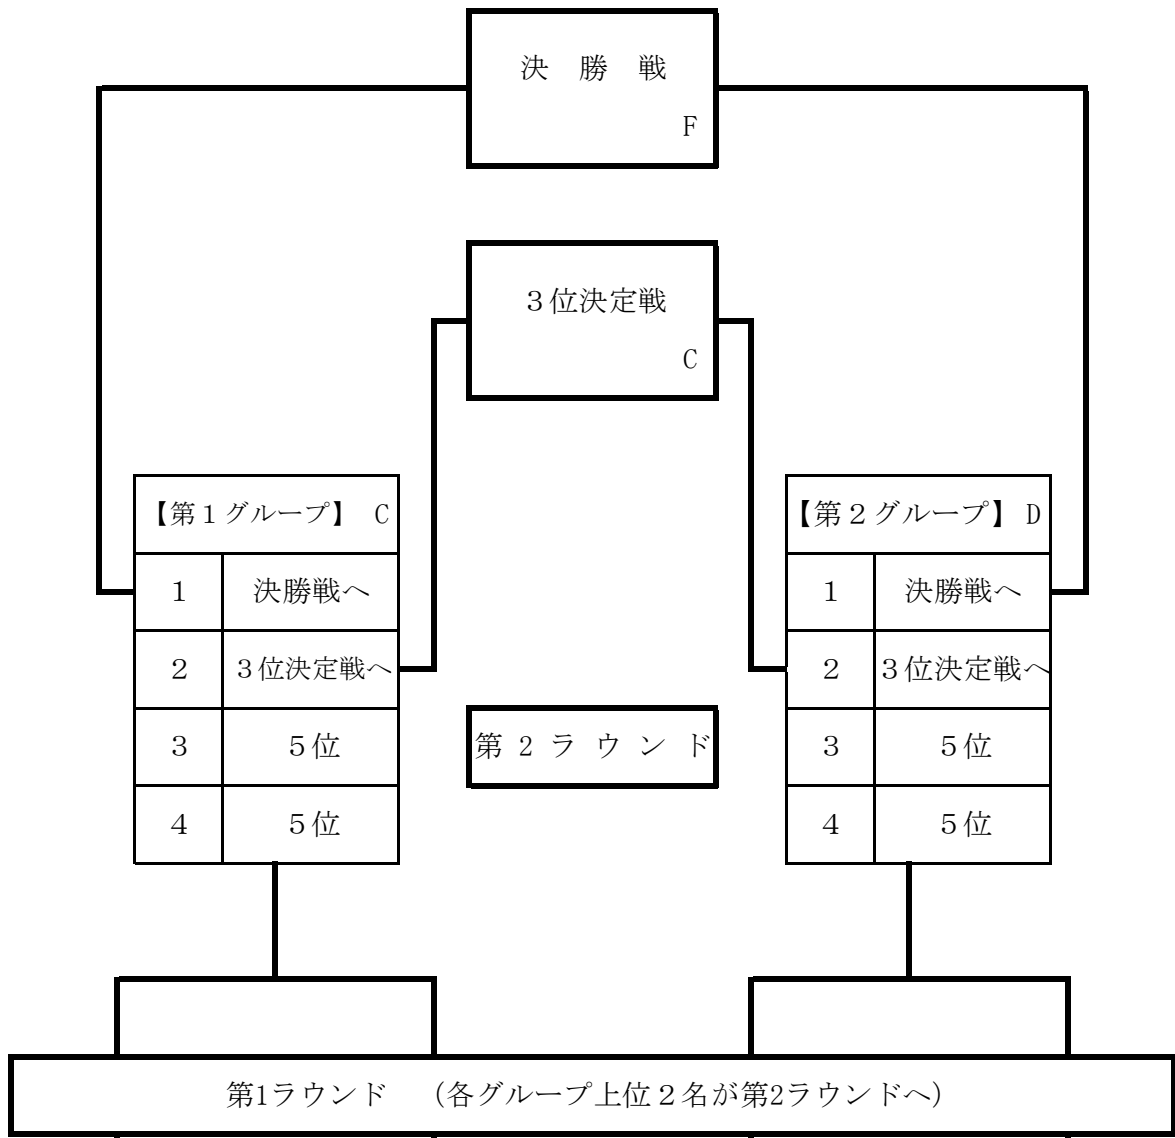 決 勝 戦
F
３位決定戦
C
【第１グループ】 C
1 決勝戦へ
2 ３位決定戦へ
3 ５位
4 ５位
【第２グループ】 D
1 決勝戦へ
2 ３位決定戦へ
3 ５位
4 ５位
第 2 ラ ウ ン ド
第1ラウンド （各グループ上位２名が第2ラウンドへ）